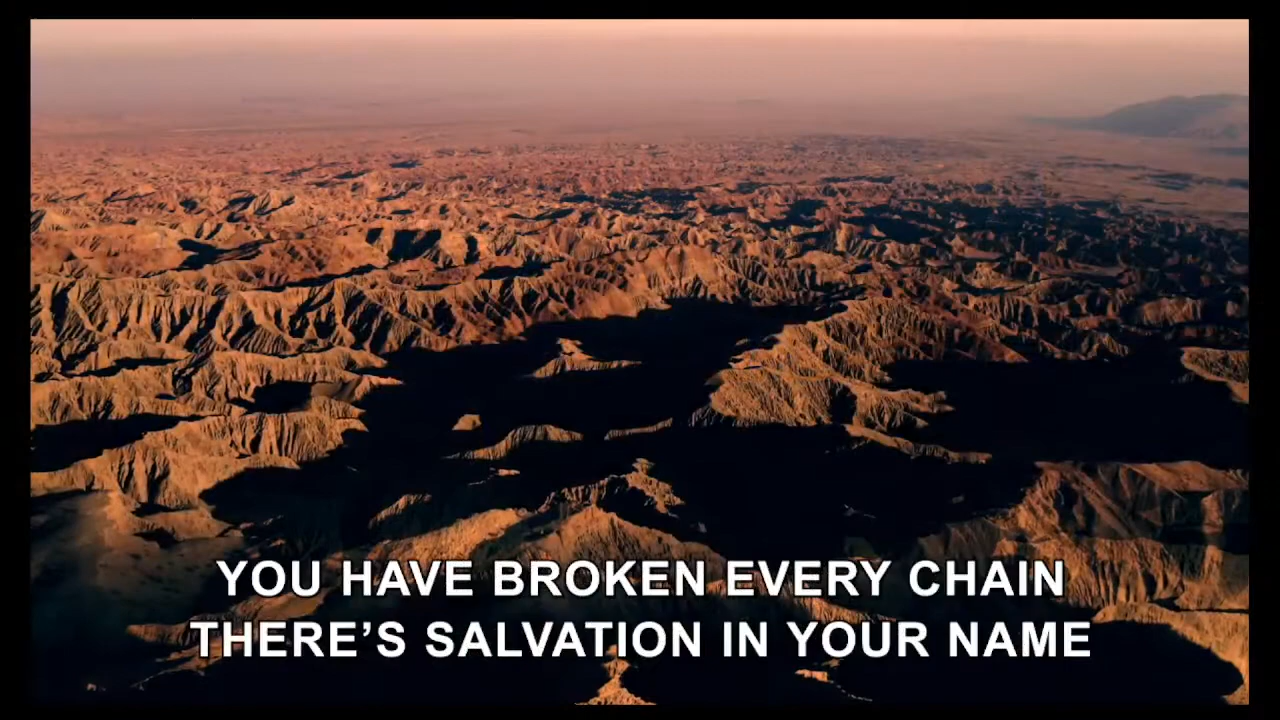 YOU HAVE BROKEN EVERY CHAIN
THERE’S SALVATION IN YOUR NAME